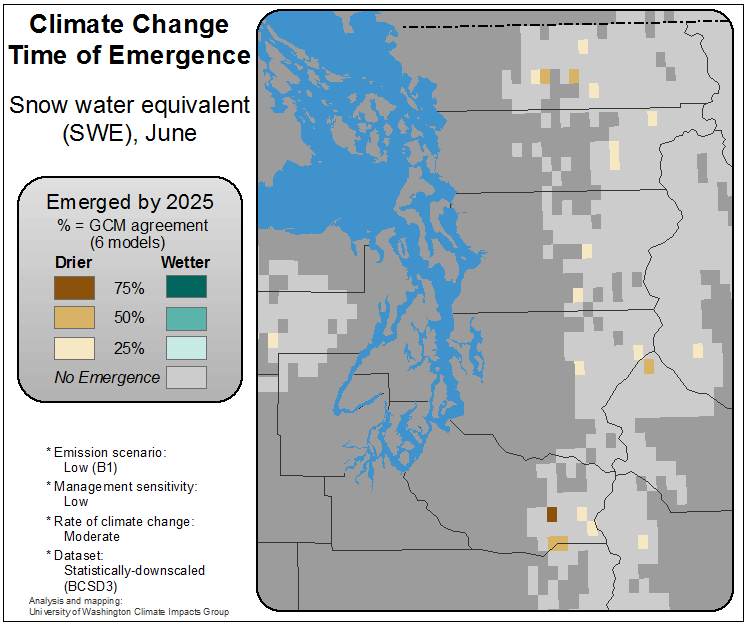 Climate Change
Time of Emergence
Snow water equivalent
(SWE), June
Emerged by 2025
% = GCM agreement
(6 models)
Drier Wetter
75%
50%
25%
No Emergence
* Emission scenario:
Low (B1)
* Management sensitivity:
Low
* Rate of climate change:
Moderate
* Dataset:
Statistically-downscaled
(BCSD3)
Analysis and mapping:
University of Washington Climate Impacts Group